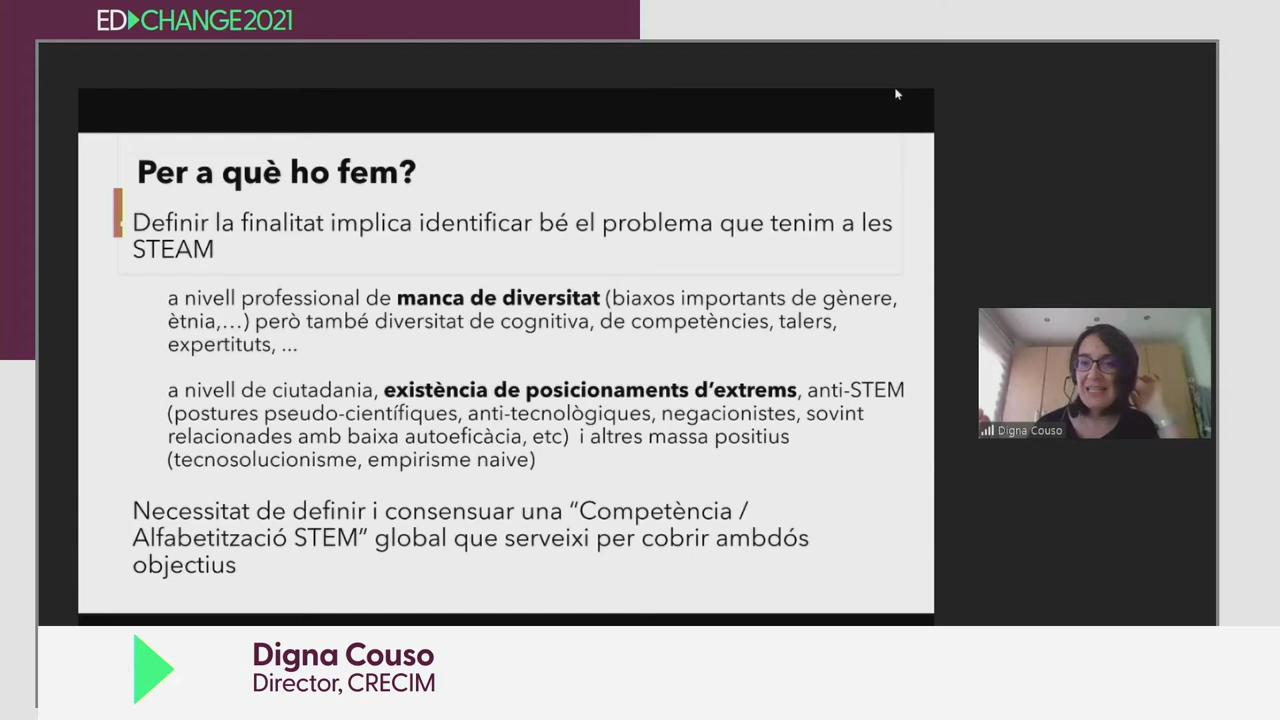 ED▶CHANGE2021
Per a què ho fem?
Definir la finalitat implica identificar bé el problema que tenim a les
STEAM
a nivell professional de manca de diversitat (biaxos importants de gènere,
ètnia,...) però també diversitat de cognitiva, de competències, talers,
expertituts, ...
a nivell de ciutadania, existència de posicionaments d'extrems, anti-STEM
(postures pseudo-científiques, anti-tecnològiques, negacionistes, sovint
relacionades amb baixa autoeficàcia, etc) i altres massa positius
(tecnosolucionisme, empirisme naive)
Necessitat de definir i consensuar una "Competència /
Alfabetització STEM" global que serveixi per cobrir ambdós
objectius
Digna Couso
Digna Couso
Director, CRECIM